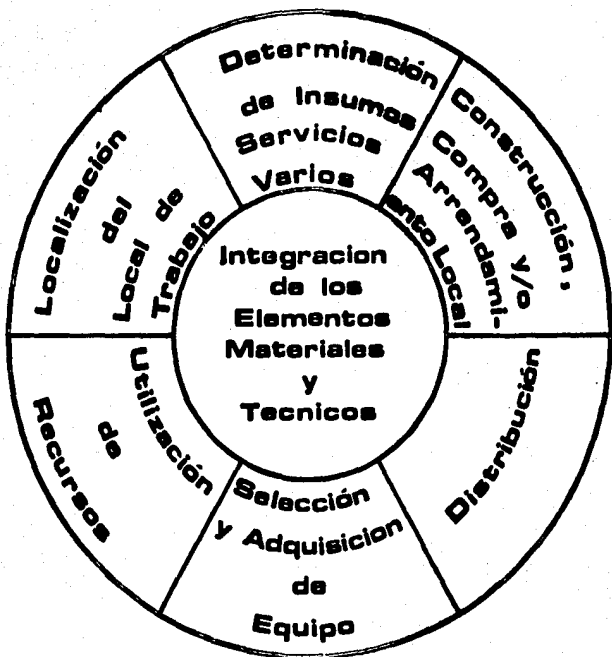 Determinación
de Insumos
Servicios
Varios
Construcción,
Compra y/o
Arrendami-
ento Local
Distribución
Selección
y Adquisicion
de
Equipo
Utilización
de
Recursos
Localización
del
Local de
Trabajo
Integracion
de los
Elementos
Materiales
y
Tecnicos